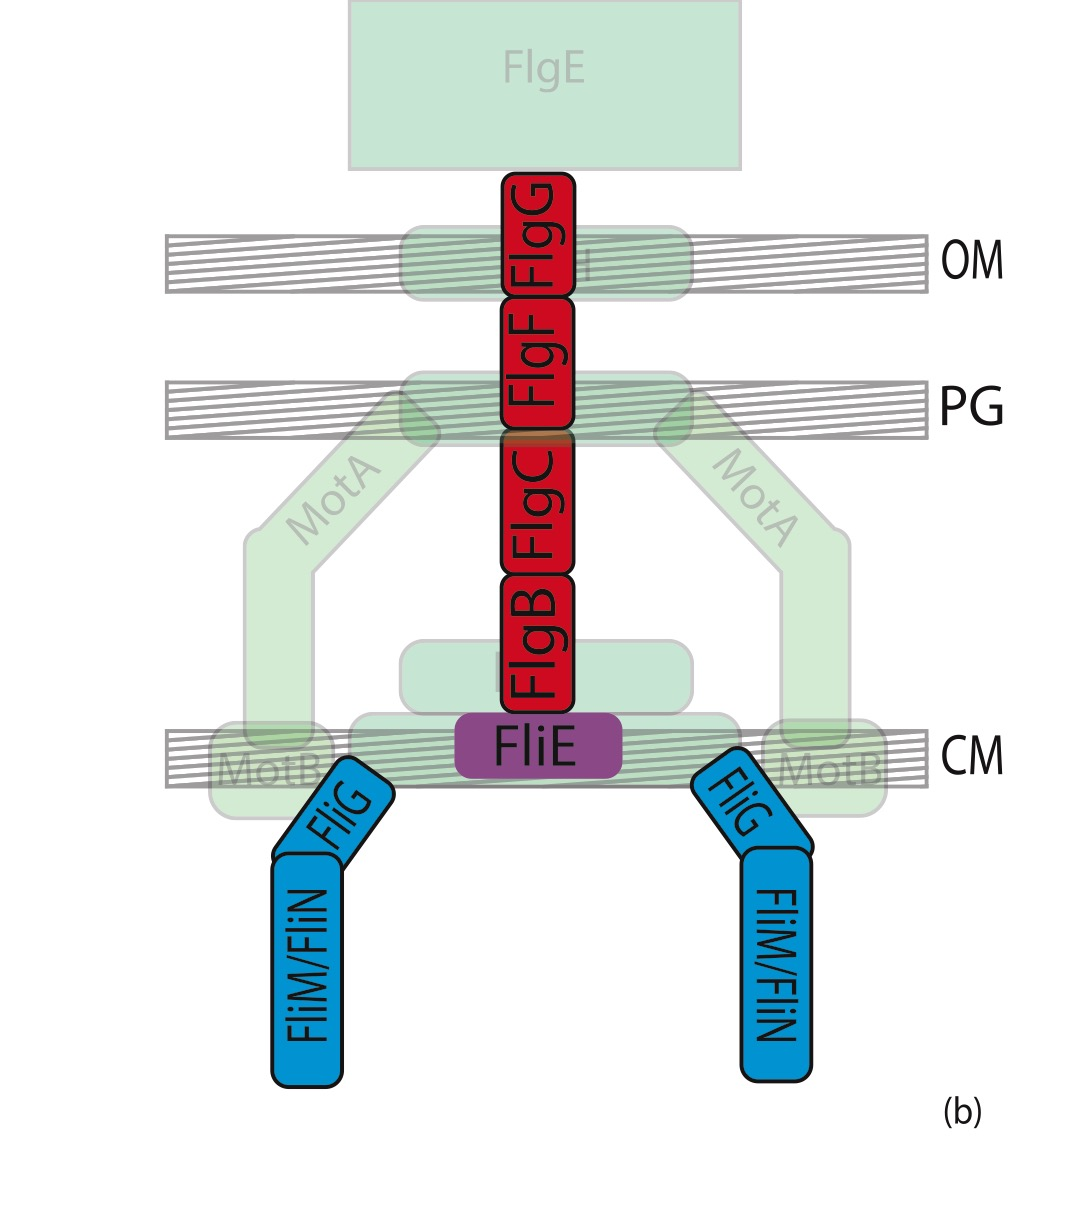 FlgE
FlgG
OM
FlgF
PG
FlgC
MotA
MotA
FlgB
FliE
CM
MotB
MotB
FliG
FliG
FliM/FliN
FliM/FliN
(b)